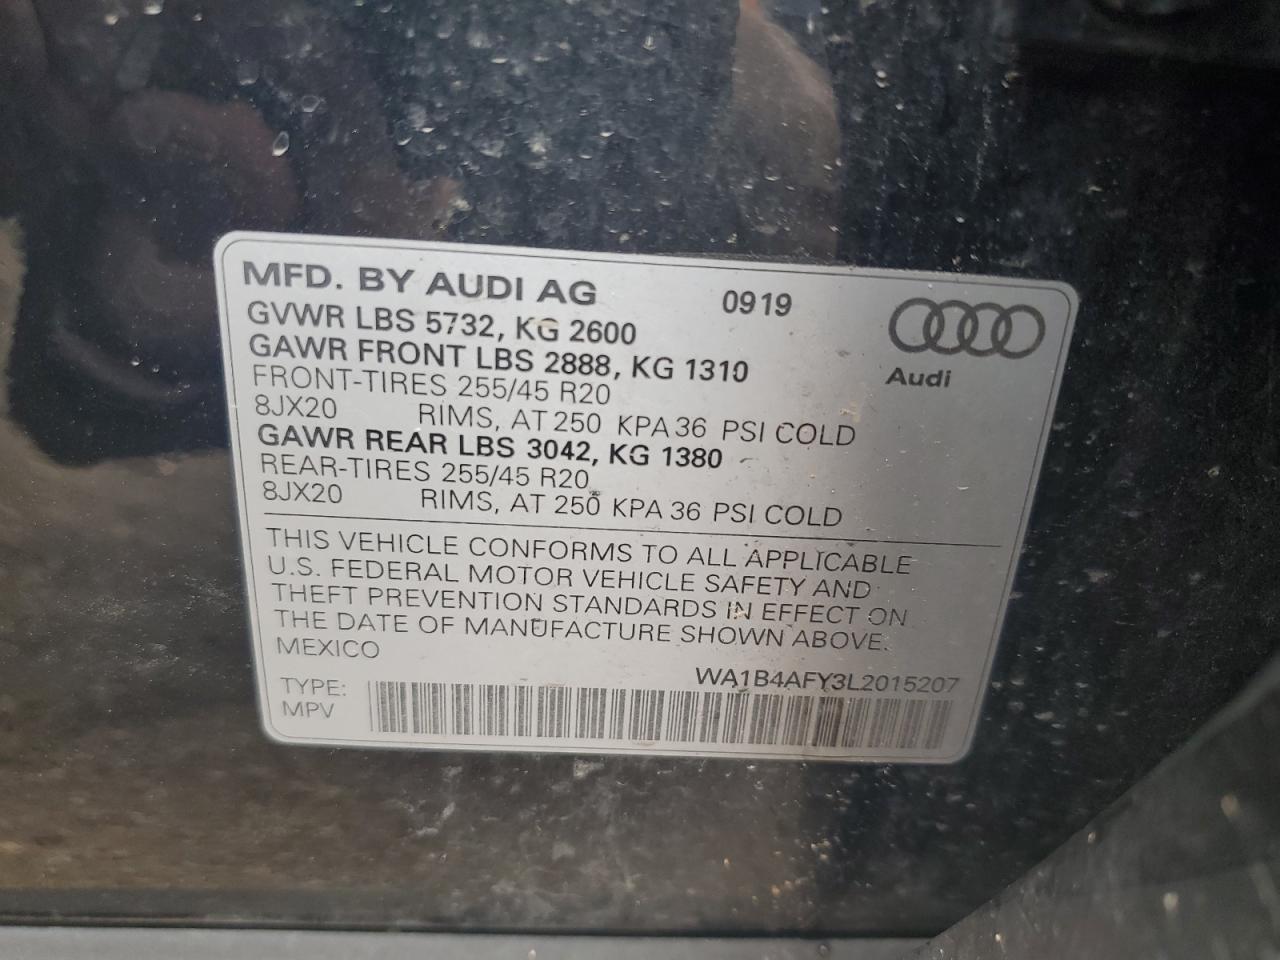 MFD. BY AUDI AG 0919
GVWR LBS 5732, KG 2600
GAWR FRONT LBS 2888, KG 1310
Audi
FRONT-TIRES 255/45 R20
8JX20 RIMS, AT 250 KPA 36 PSI COLD
GAWR REAR LBS 3042, KG 1380
REAR-TIRES 255/45 R20
8JX20 RIMS, AT 250 KPA 36 PSI COLD
THIS VEHICLE CONFORMS TO ALL APPLICABLE
U.S. FEDERAL MOTOR VEHICLE SAFETY AND
THEFT PREVENTION STANDARDS IN EFFECT ON
THE DATE OF MANUFACTURE SHOWN ABOVE.
MEXICO
WA1B4AFY3L2015207
TYPE:
MPV